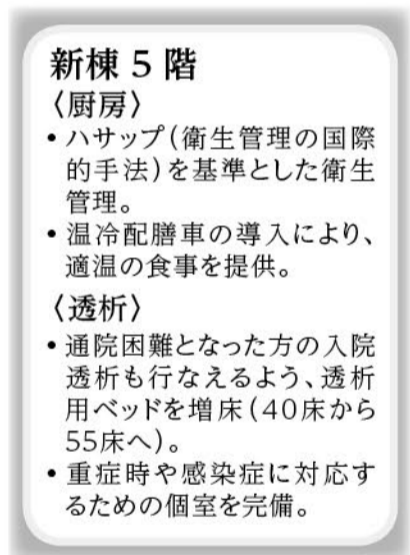 新棟5階
〈厨房〉
•ハサップ(衛生管理の国際
的手法)を基準とした衛生
管理。
•温冷配膳車の導入により、
適温の食事を提供。
〈透析〉
•通院困難となった方の入院
透析も行なえるよう、透析
用ベッドを増床(40床から
55床へ)。
•重症時や感染症に対応す
るための個室を完備。